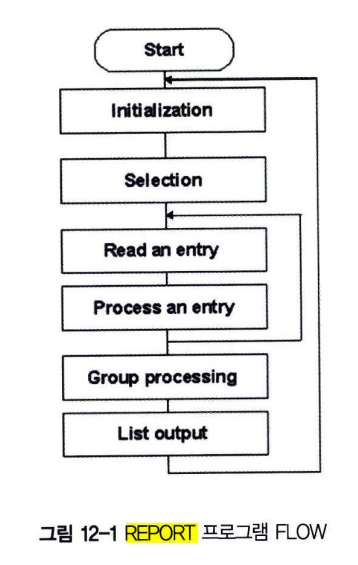 Start
Initialization
Selection
Read an entry
Process an entry
Group processing
List output
그림 12-1 REPORT 프로그램 FLOW